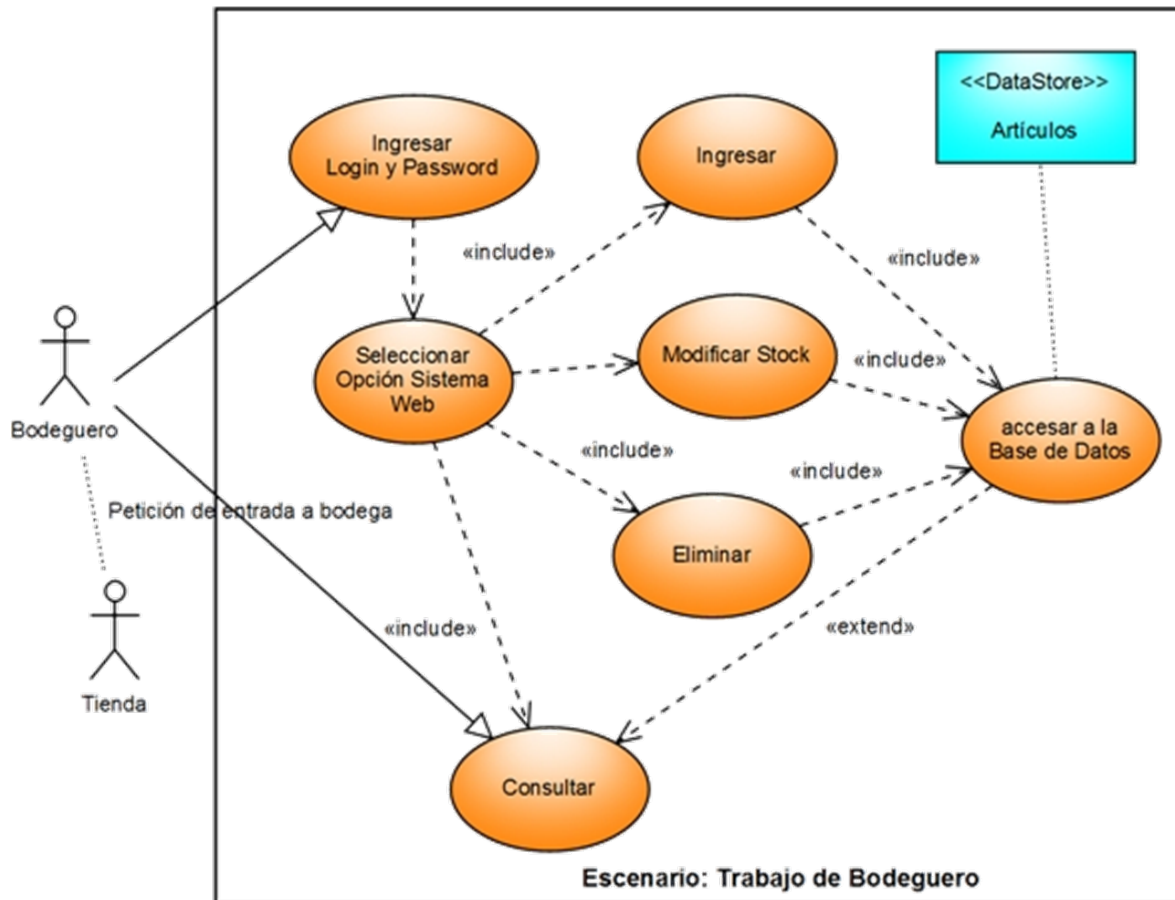 <<DataStore>>
Artículos
Ingresar
Login y Password
Ingresar
«include»
«include»
Seleccionar
Opción Sistema
Web
Modificar Stock
«include»
accesar a la
Base de Datos
Bodeguero
«include»
«include»
Petición de entrada a bodega
Eliminar
«include»
«extend»
Tienda
Consultar
Escenario: Trabajo de Bodeguero